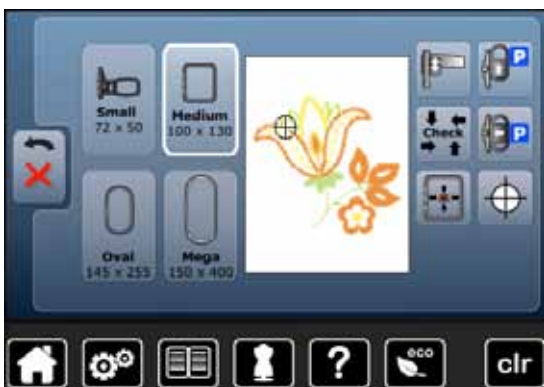 Small
72 x 50
Medium
100 x 130
Oval
145 x 255
Mega
150 x 400
P
Check
P
?
eco
clr